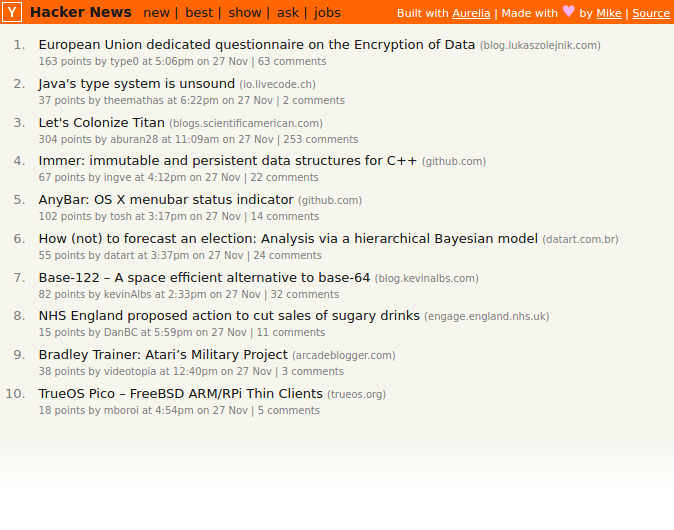 Y Hacker News new | best | show | ask | jobs Built with Aurelia | Made with ♥ by Mike | Source
1. European Union dedicated questionnaire on the Encryption of Data (blog.lukaszolejnik.com)
163 points by type0 at 5:06pm on 27 Nov | 63 comments
2. Java's type system is unsound (io.livecode.ch)
37 points by theemathas at 6:22pm on 27 Nov | 2 comments
3. Let's Colonize Titan (blogs.scientificamerican.com)
304 points by aburan28 at 11:09am on 27 Nov | 253 comments
4. Immer: immutable and persistent data structures for C++ (github.com)
67 points by ingve at 4:12pm on 27 Nov | 22 comments
5. AnyBar: OS X menubar status indicator (github.com)
102 points by tosh at 3:17pm on 27 Nov | 14 comments
6. How (not) to forecast an election: Analysis via a hierarchical Bayesian model (datart.com.br)
55 points by datart at 3:37pm on 27 Nov | 24 comments
7. Base-122 – A space efficient alternative to base-64 (blog.kevinalbs.com)
82 points by kevinAlbs at 2:33pm on 27 Nov | 32 comments
8. NHS England proposed action to cut sales of sugary drinks (engage.england.nhs.uk)
15 points by DanBC at 5:59pm on 27 Nov | 11 comments
9. Bradley Trainer: Atari’s Military Project (arcadeblogger.com)
38 points by videotopia at 12:40pm on 27 Nov | 3 comments
10. TrueOS Pico – FreeBSD ARM/RPi Thin Clients (trueos.org)
18 points by mboroi at 4:54pm on 27 Nov | 5 comments